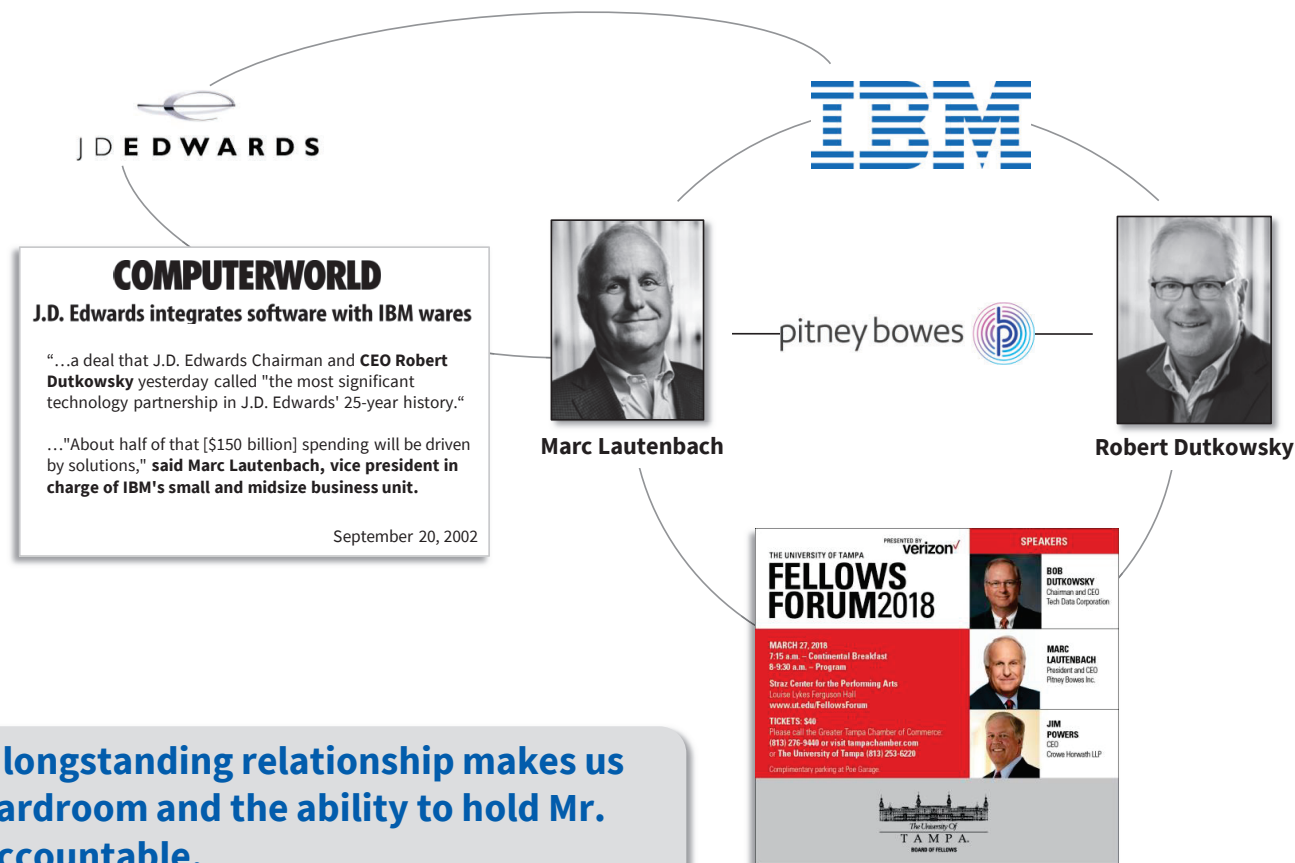 JDEDWARDS
IBM
COMPUTERWORLD
J.D. Edwards integrates software with IBM wares
“…a deal that J.D. Edwards Chairman and CEO Robert
Dutkowsky yesterday called "the most significant
technology partnership in J.D. Edwards' 25-year history.“
…"About half of that [$150 billion] spending will be driven
by solutions," said Marc Lautenbach, vice president in
charge of IBM's small and midsize business unit.
September 20, 2002
pitney bowes
Marc Lautenbach
Robert Dutkowsky
PRESENTED BY
verizon
THE UNIVERSITY OF TAMPA
FELLOWS
FORUM2018
MARCH 27, 2018
7:15 a.m. – Continental Breakfast
8-9:30 a.m. – Program
Straz Center for the Performing Arts
Louise Lykes Ferguson Hall
www.ut.edu/FellowsForum
TICKETS: $40
Please call the Greater Tampa Chamber of Commerce:
(813) 276-9440 or visit tampachamber.com
or The University of Tampa (813) 253-6220
Complimentary parking at Poe Garage.
SPEAKERS
BOB
DUTKOWSKY
Chairman and CEO
Tech Data Corporation
MARC
LAUTENBACH
President and CEO
Pitney Bowes Inc.
JIM
POWERS
CEO
Crowe Horwath LLP
The University Of
TAMPA
BOARD OF FELLOWS
longstanding relationship makes us
ardroom and the ability to hold Mr.
ccountable.